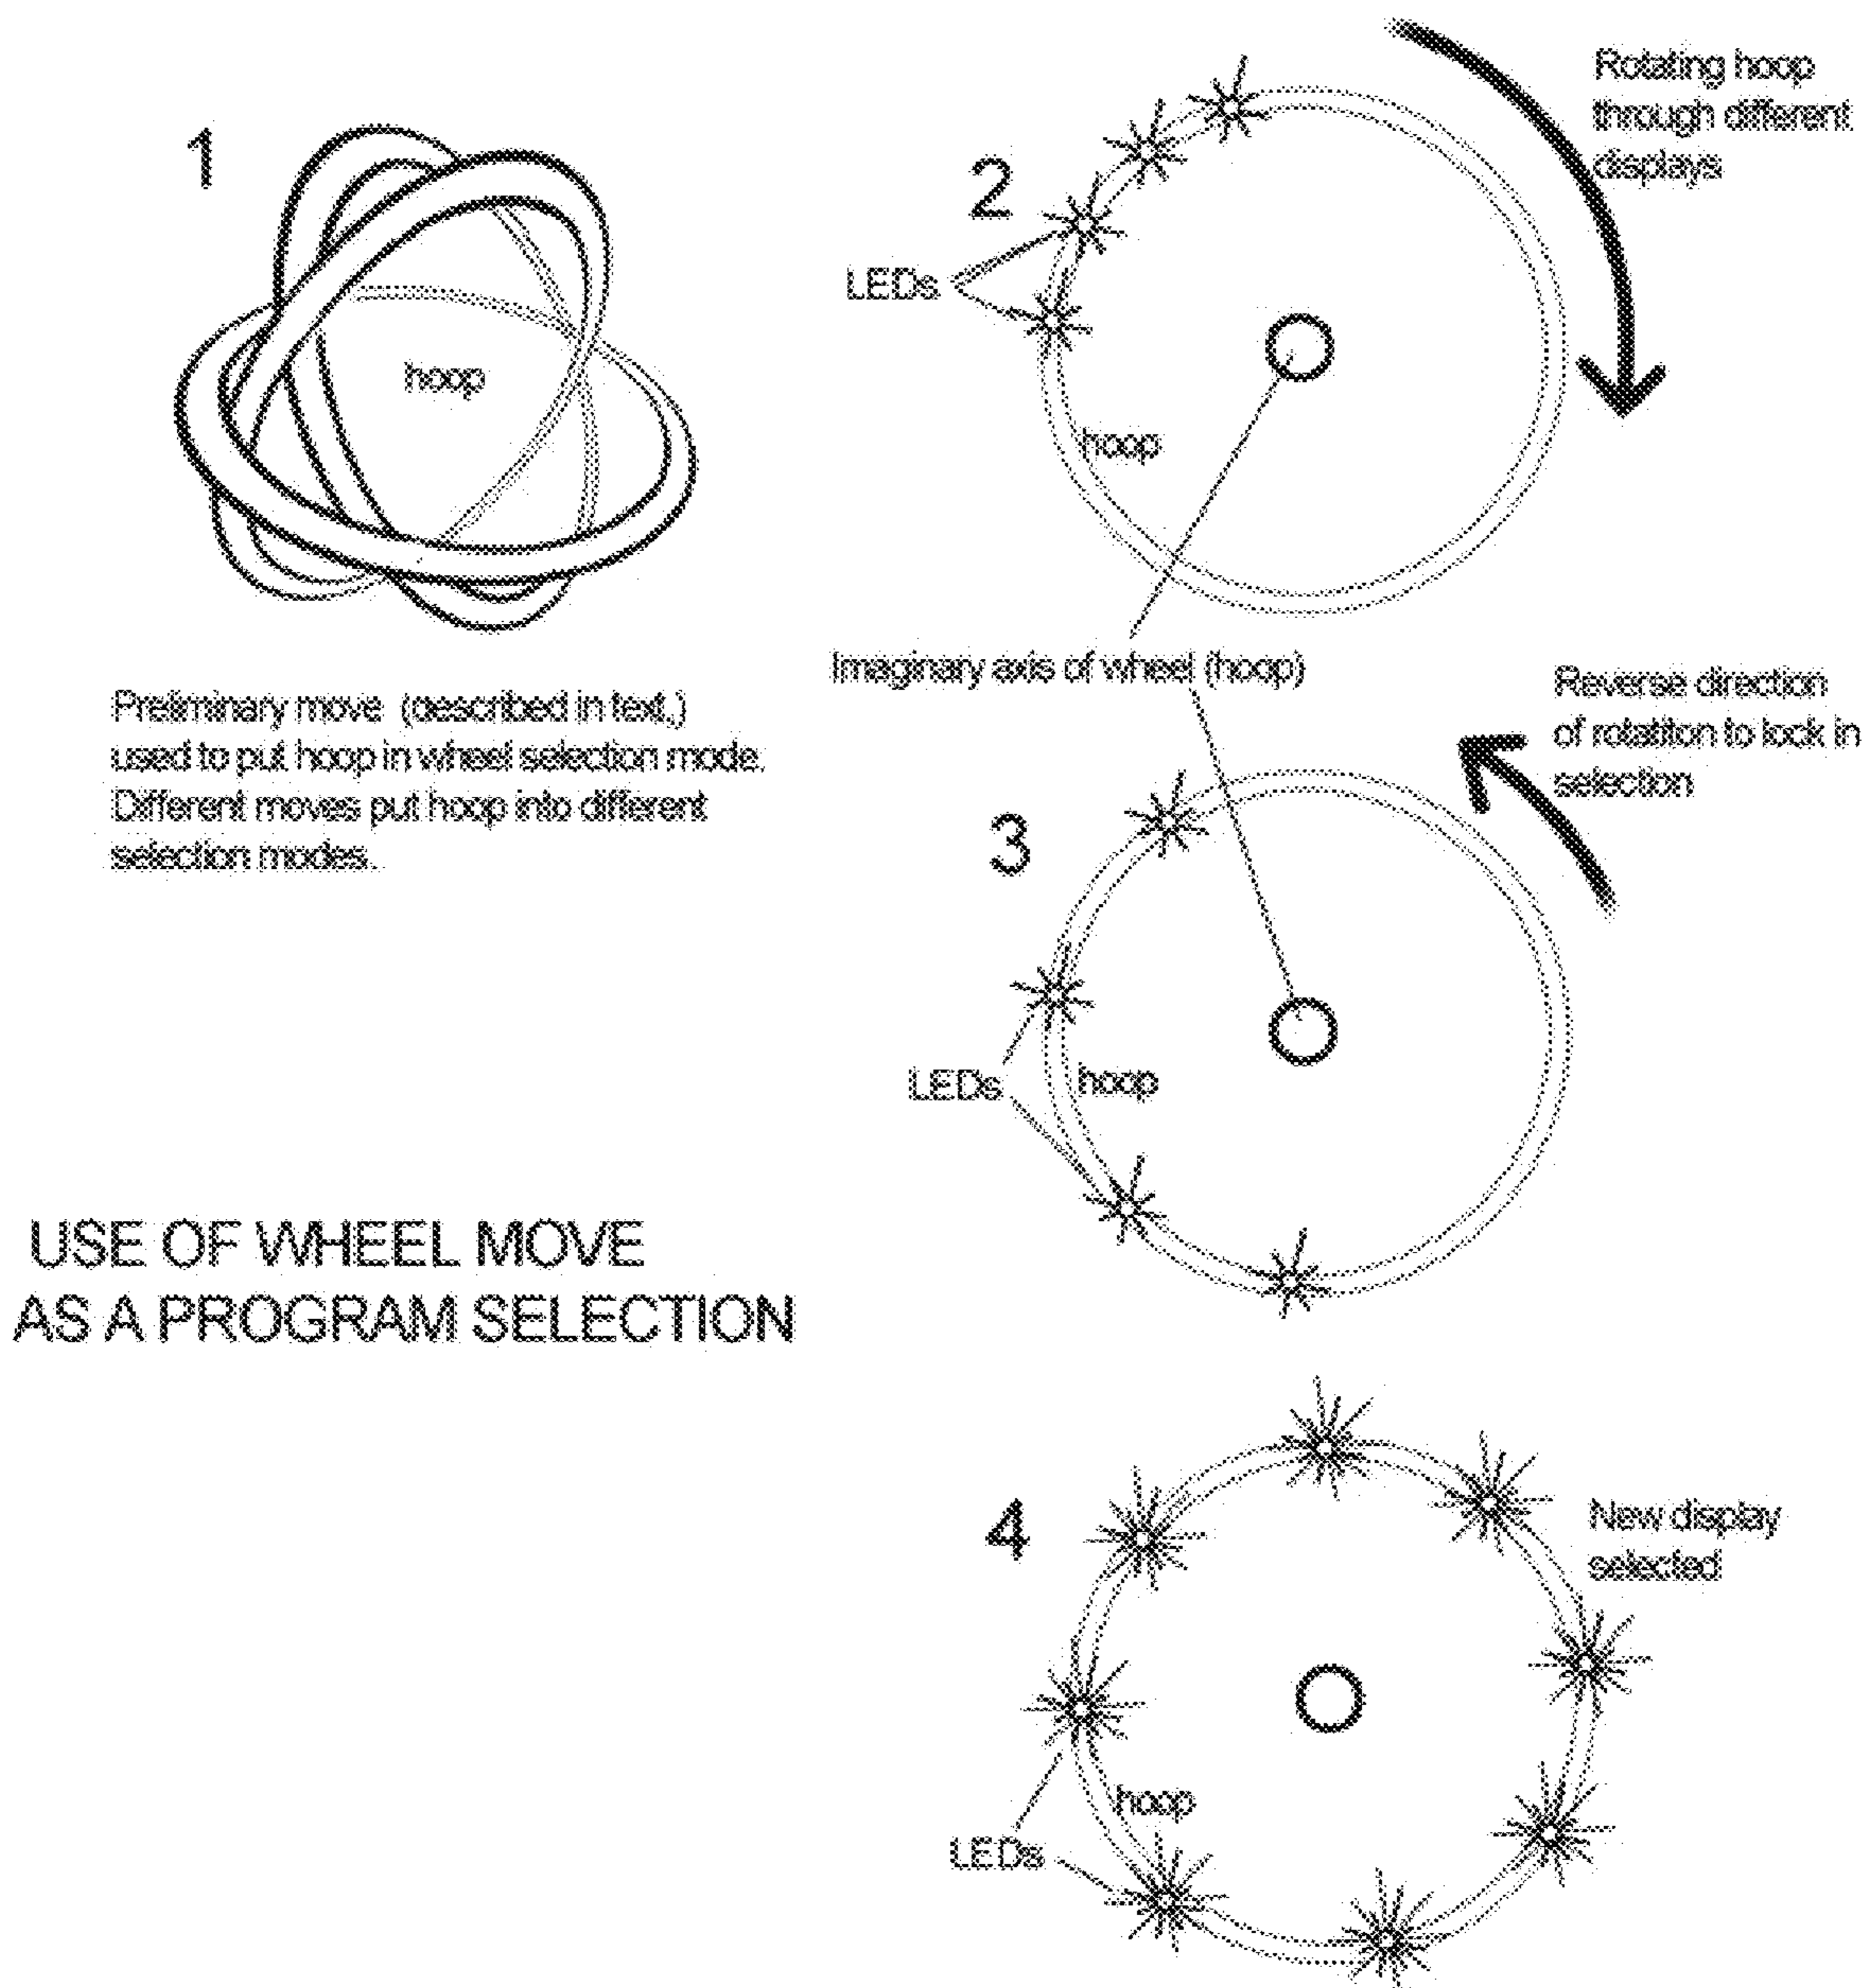 1
hoop
Preliminary move (described in text.)
used to put hoop in wheel selection mode.
Different moves put hoop into different
selection modes.
USE OF WHEEL MOVE
AS A PROGRAM SELECTION
2
Rotating hoop
through different
displays
LEDs
hoop
Imaginary axis of wheel (hoop)
3
Reverse direction
of rotatiton to lock in
selection
LEDs
hoop
4
New display
selected
hoop
LEDs